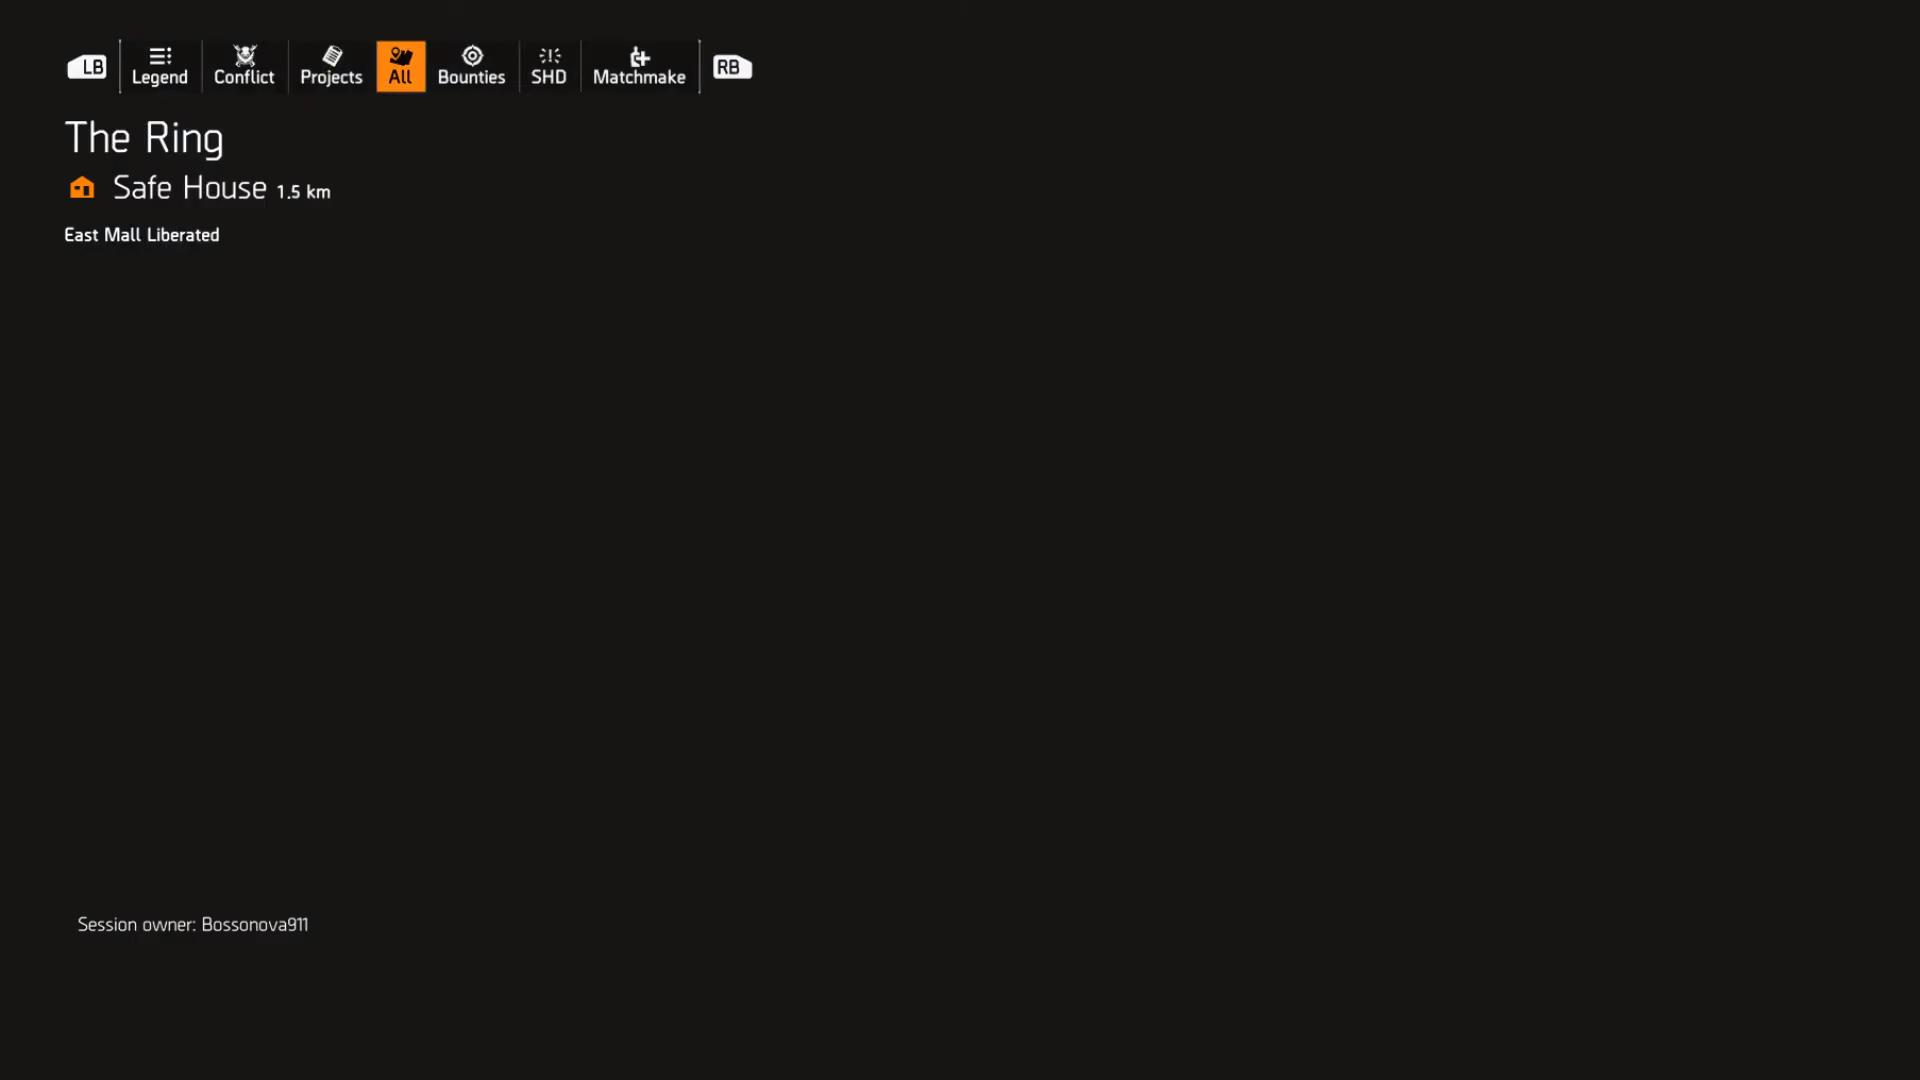 LB Legend Conflict Projects All Bounties SHD Matchmake RB
The Ring
Safe House 1.5 km
East Mall Liberated
Session owner: Bossonova911